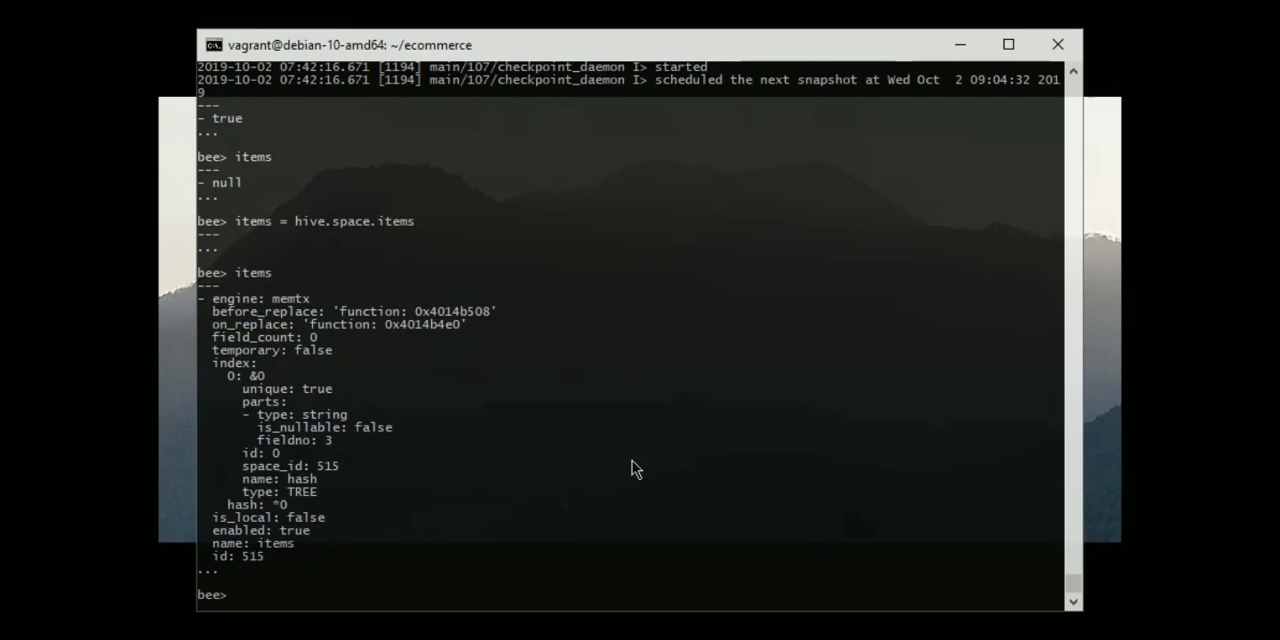 vagrant@debian-10-amd64: ~/ecommerce
2019-10-02 07:42:16.671 [1194] main/107/checkpoint_daemon I> started
2019-10-02 07:42:16.671 [1194] main/107/checkpoint_daemon I> scheduled the next snapshot at Wed Oct  2 09:04:32 201
9
---
- true
...
bee> items
---
- null
...
bee> items = hive.space.items
---
...
bee> items
---
- engine: memtx
  before_replace: 'function: 0x4014b508'
  on_replace: 'function: 0x4014b4e0'
  field_count: 0
  temporary: false
  index:
    0: &0
      unique: true
      parts:
      - type: string
        is_nullable: false
        fieldno: 3
      id: 0
      space_id: 515
      name: hash
      type: TREE
    hash: *0
  is_local: false
  enabled: true
  name: items
  id: 515
...
bee>